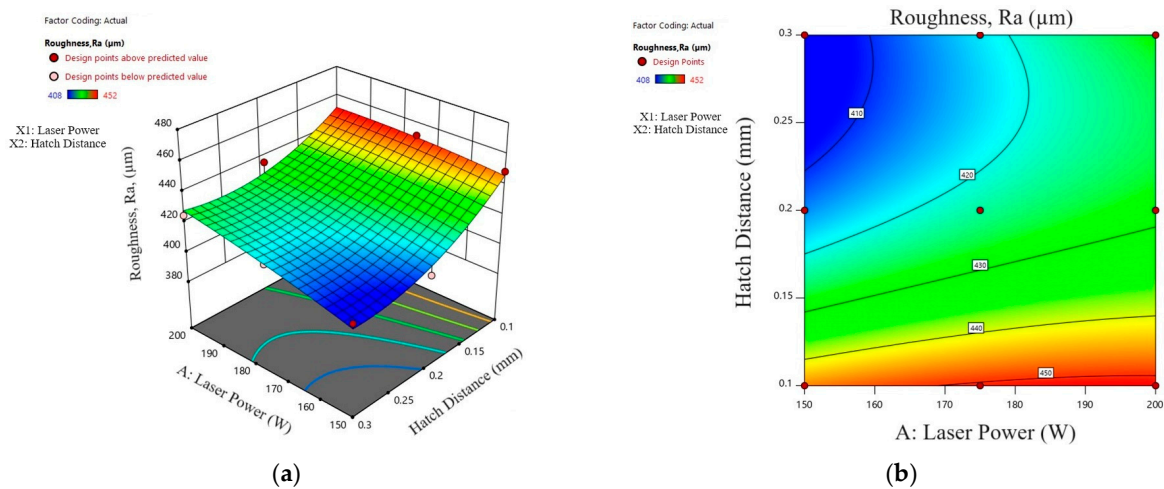 Factor Coding: Actual
Roughness,Ra (µm)
Design points above predicted value
Design points below predicted value
408 452
X1: Laser Power
X2: Hatch Distance
Roughness, Ra, (µm)
480
460
440
420
400
380
200
190
180
170
160
150
A: Laser Power (W)
0.3
0.25
0.2
0.15
0.1
Hatch Distance (mm)
(a)
Factor Coding: Actual
Roughness,Ra (µm)
Design Points
408 452
X1: Laser Power
X2: Hatch Distance
Roughness, Ra (µm)
Hatch Distance (mm)
0.3
0.25
0.2
0.15
0.1
410
420
430
440
450
150 160 170 180 190 200
A: Laser Power (W)
(b)